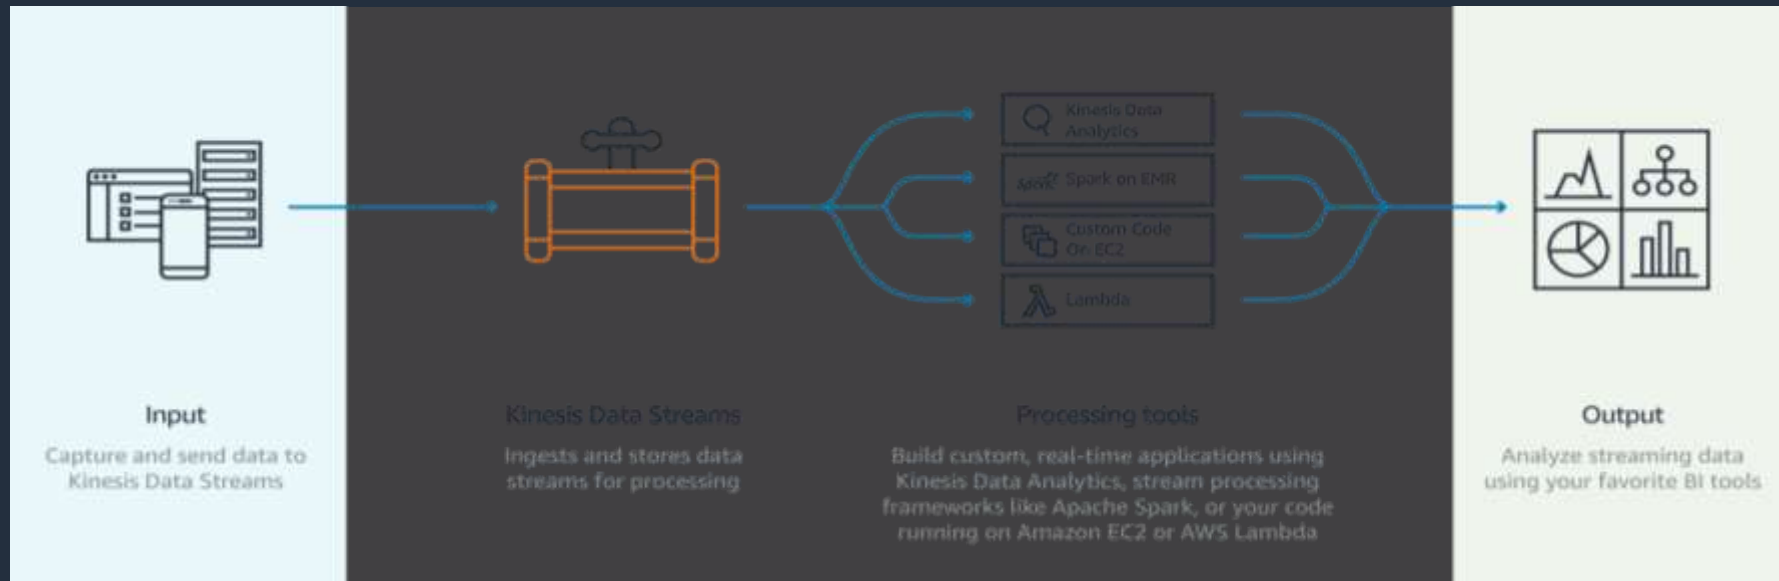 Kinesis Data
Analytics
Spark on EMR
Custom Code
On EC2
Lambda
Input
Capture and send data to
Kinesis Data Streams
Kinesis Data Streams
Ingests and stores data
streams for processing
Processing tools
Build custom, real-time applications using
Kinesis Data Analytics, stream processing
frameworks like Apache Spark, or your code
running on Amazon EC2 or AWS Lambda
Output
Analyze streaming data
using your favorite BI tools